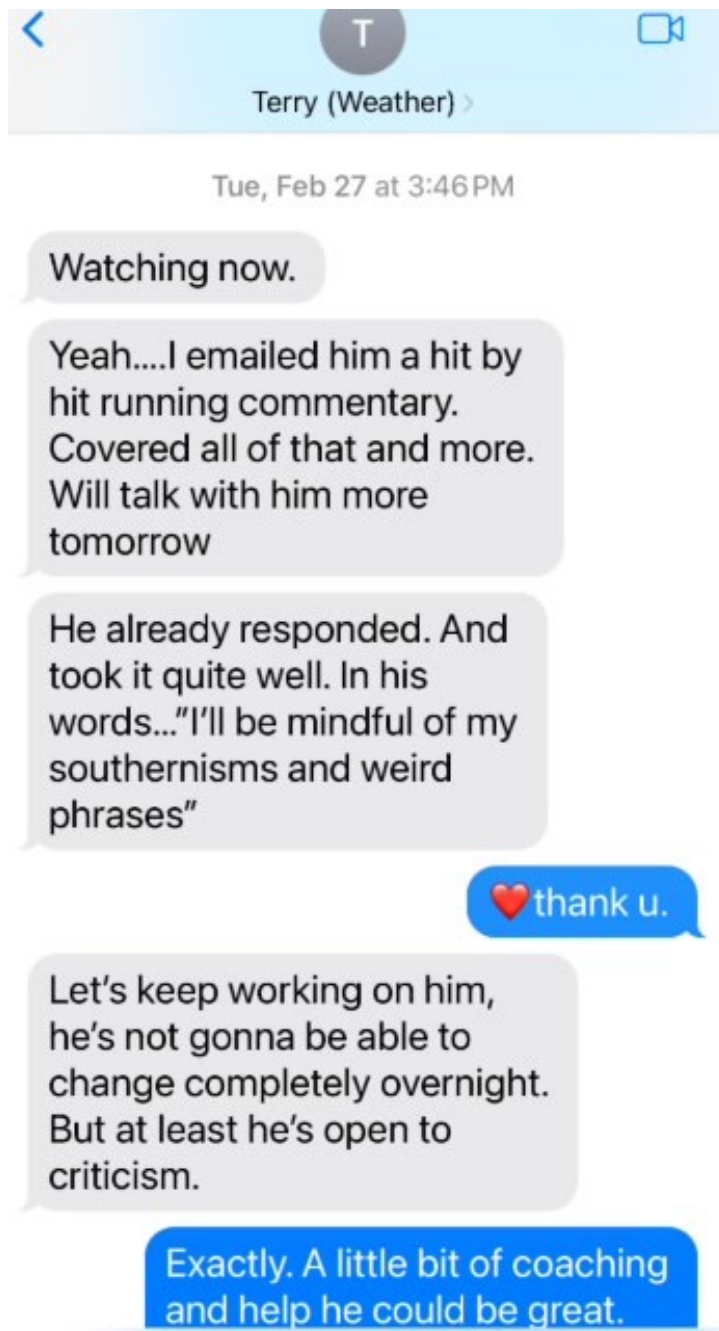 T
Terry (Weather) >
Tue, Feb 27 at 3:46 PM
Watching now.
Yeah....I emailed him a hit by
hit running commentary.
Covered all of that and more.
Will talk with him more
tomorrow
He already responded. And
took it quite well. In his
words..."I'll be mindful of my
southernisms and weird
phrases"
❤️thank u.
Let's keep working on him,
he's not gonna be able to
change completely overnight.
But at least he's open to
criticism.
Exactly. A little bit of coaching
and help he could be great.